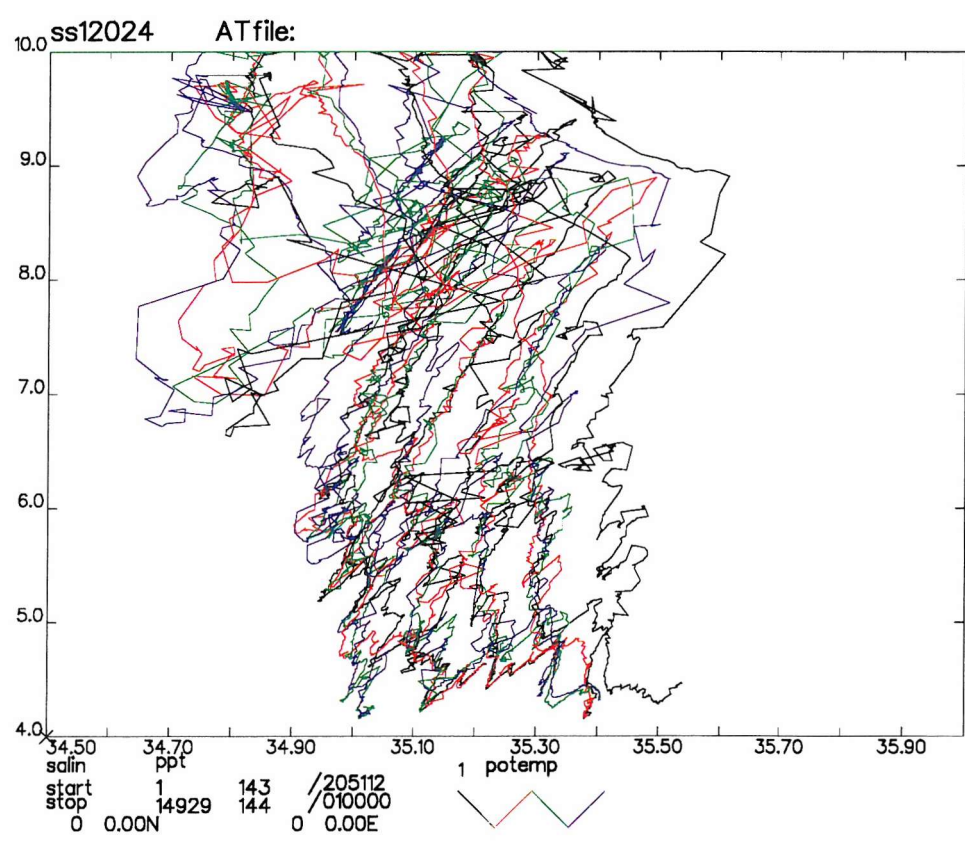 ss12024 ATfile:
10.0
9.0
8.0
7.0
6.0
5.0
4.0
34.50 34.70 34.90 35.10 35.30 35.50 35.70 35.90
salin ppt 1 potemp
start 1 143 /205112
stop 14929 144 /010000
0 0.00N 0 0.00E